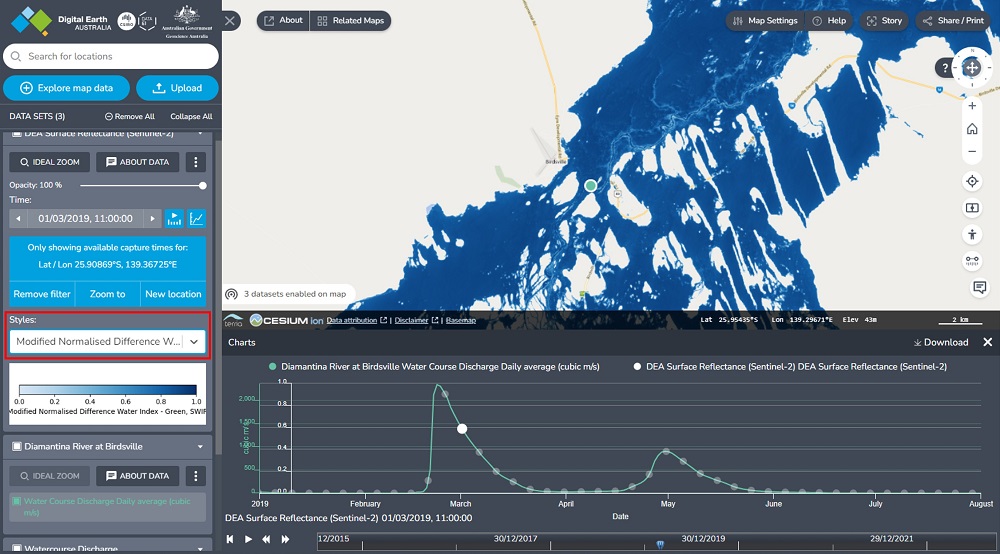 Digital Earth
AUSTRALIA
CSIRO
DATA
61
Australian Government
Geoscience Australia
Search for locations
Explore map data
Upload
DATA SETS (3)
Remove All
Collapse All
DEA Surface Reflectance (Sentinel-2)
IDEAL ZOOM
ABOUT DATA
Opacity: 100 %
Time:
01/03/2019, 11:00:00
Only showing available capture times for:
Lat / Lon 25.90869°S, 139.36725°E
Remove filter
Zoom to
New location
Styles:
Modified Normalised Difference W...
0.0 0.2 0.4 0.6 0.8 1.0
Modified Normalised Difference Water Index - Green, SWIR
Diamantina River at Birdsville
IDEAL ZOOM
ABOUT DATA
Water Course Discharge Daily average (cubic
m/s)
Watercourse Discharge
About
Related Maps
Map Settings
Help
Story
Share / Print
?
N
Birdsville
3 datasets enabled on map
terria
CESIUM ion
Data attribution
Disclaimer
Basemap
Lat 25.95435°S
Lon 139.29671°E
Elev 43m
2 km
Charts
Download
Diamantina River at Birdsville Water Course Discharge Daily average (cubic m/s)
DEA Surface Reflectance (Sentinel-2) DEA Surface Reflectance (Sentinel-2)
1.0
2,000
0.8
0.6
0.4
500
0.2
0
0.0
cubic m/s
2019
February
March
April
May
June
July
August
Date
DEA Surface Reflectance (Sentinel-2) 01/03/2019, 11:00:00
12/2015
30/12/2017
30/12/2019
29/12/2021